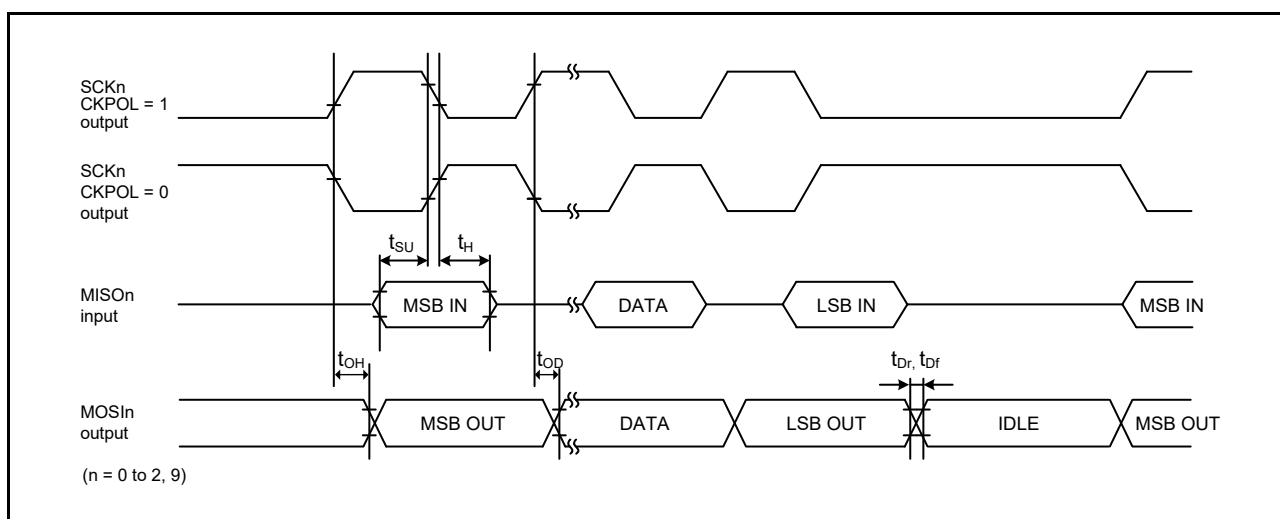 SCKn
CKPOL = 1
output
SCKn
CKPOL = 0
output
tSU
tH
MISOn
input
MSB IN
DATA
LSB IN
MSB IN
tOH
tOD
tDr, tDf
MOSIn
output
MSB OUT
DATA
LSB OUT
IDLE
MSB OUT
(n = 0 to 2, 9)